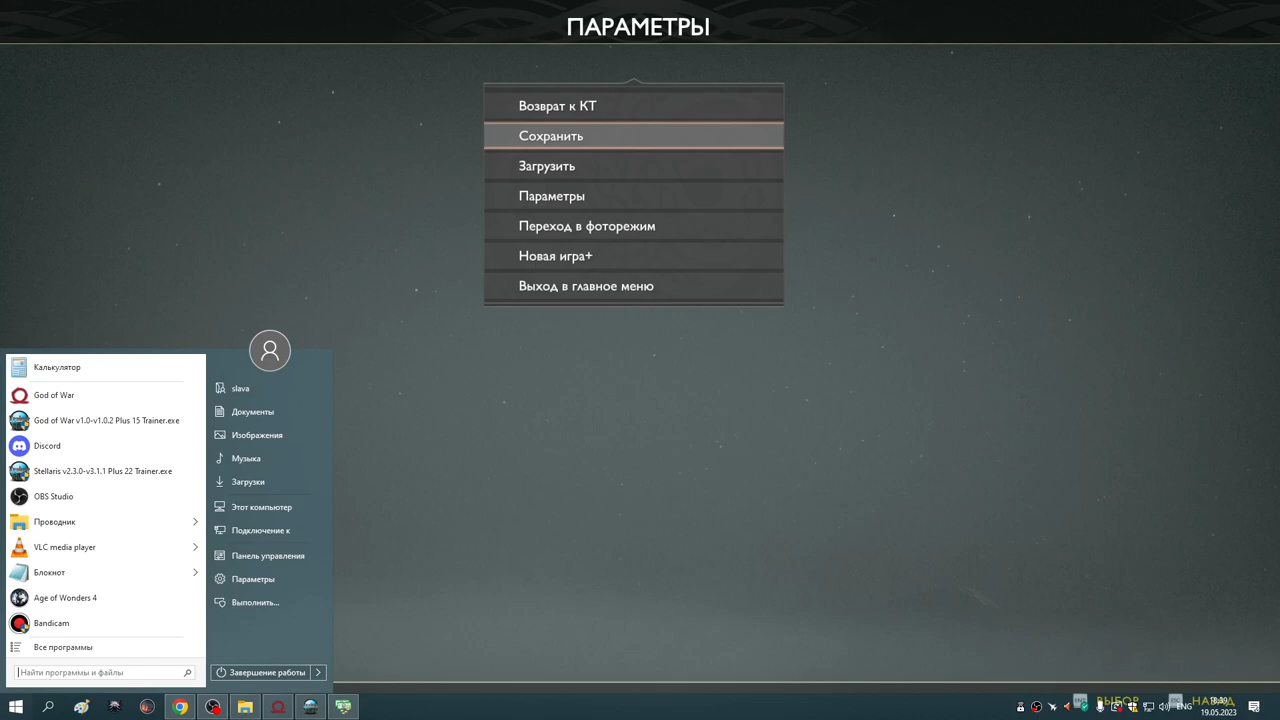 ПАРАМЕТРЫ
Возврат к КТ
Сохранить
Загрузить
Параметры
Переход в фоторежим
Новая игра+
Выход в главное меню
Калькулятор
God of War
God of War v1.0-v1.0.2 Plus 15 Trainer.exe
Discord
Stellaris v2.3.0-v3.1.1 Plus 22 Trainer.exe
OBS Studio
Проводник
VLC media player
Блокнот
Age of Wonders 4
Bandicam
Все программы
Найти программы и файлы
slava
Документы
Изображения
Музыка
Загрузки
Этот компьютер
Подключение к
Панель управления
Параметры
Выполнить...
Завершение работы
ВЫБОР
НАЗАД
ENG
18:39
19.05.2023